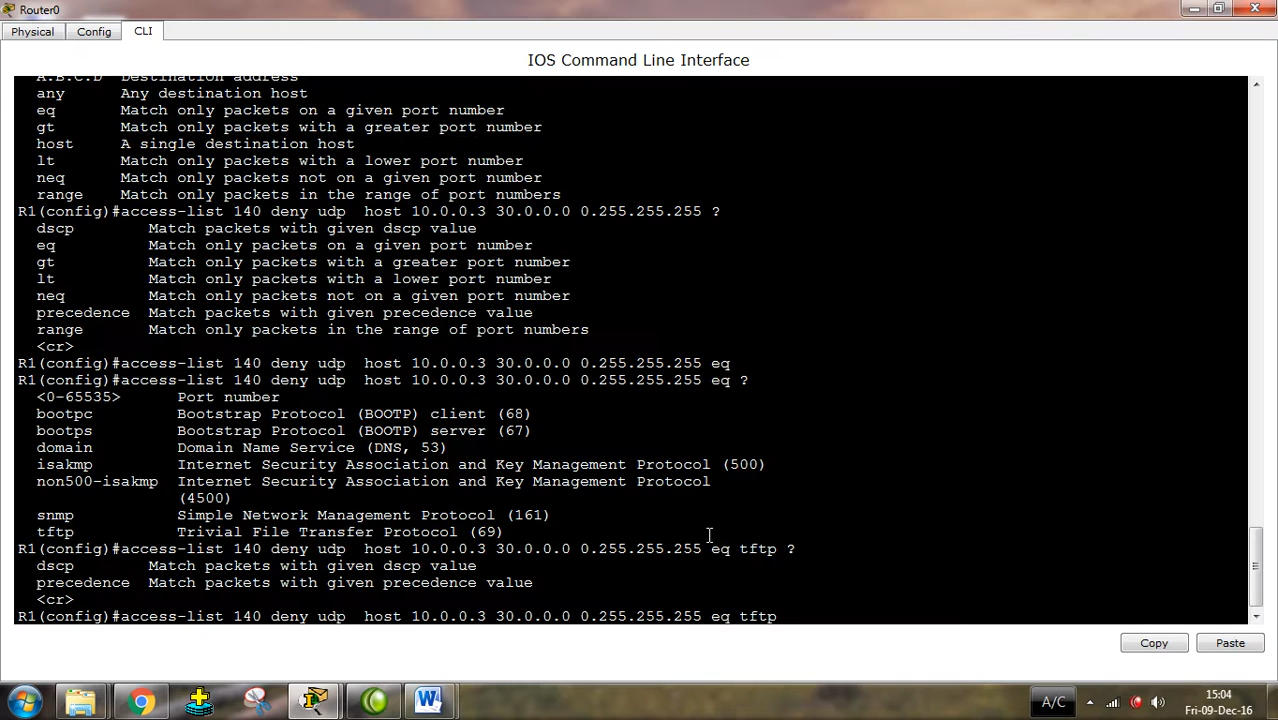 Router0
Physical Config CLI
IOS Command Line Interface
A.B.C.D Destination address
any Any destination host
eq Match only packets on a given port number
gt Match only packets with a greater port number
host A single destination host
lt Match only packets with a lower port number
neq Match only packets not on a given port number
range Match only packets in the range of port numbers
R1(config)#access-list 140 deny udp  host 10.0.0.3 30.0.0.0 0.255.255.255 ?
dscp Match packets with given dscp value
eq Match only packets on a given port number
gt Match only packets with a greater port number
lt Match only packets with a lower port number
neq Match only packets not on a given port number
precedence Match packets with given precedence value
range Match only packets in the range of port numbers
<cr>
R1(config)#access-list 140 deny udp  host 10.0.0.3 30.0.0.0 0.255.255.255 eq
R1(config)#access-list 140 deny udp  host 10.0.0.3 30.0.0.0 0.255.255.255 eq ?
<0-65535> Port number
bootpc Bootstrap Protocol (BOOTP) client (68)
bootps Bootstrap Protocol (BOOTP) server (67)
domain Domain Name Service (DNS, 53)
isakmp Internet Security Association and Key Management Protocol (500)
non500-isakmp Internet Security Association and Key Management Protocol
(4500)
snmp Simple Network Management Protocol (161)
tftp Trivial File Transfer Protocol (69)
R1(config)#access-list 140 deny udp  host 10.0.0.3 30.0.0.0 0.255.255.255 eq tftp ?
dscp Match packets with given dscp value
precedence Match packets with given precedence value
<cr>
R1(config)#access-list 140 deny udp  host 10.0.0.3 30.0.0.0 0.255.255.255 eq tftp
Copy Paste
A/C
15:04
Fri-09-Dec-16